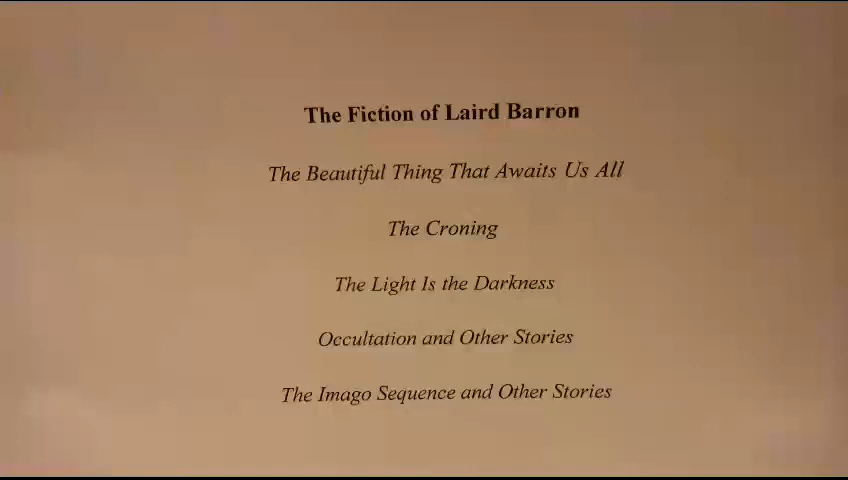 The Fiction of Laird Barron
The Beautiful Thing That Awaits Us All
The Croning
The Light Is the Darkness
Occultation and Other Stories
The Imago Sequence and Other Stories